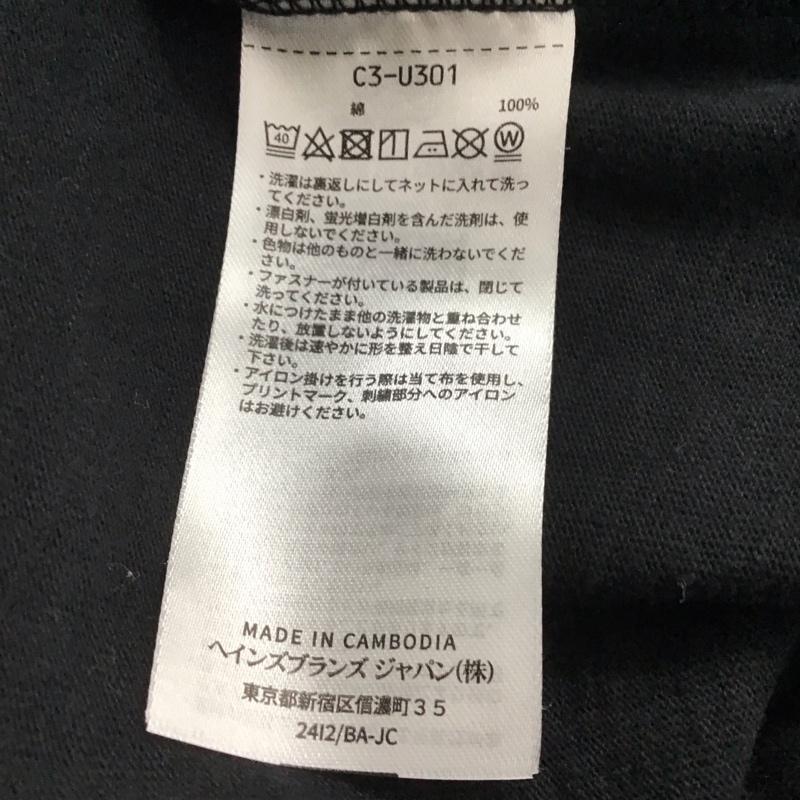 C3-U301
綿 100%
40 W
・洗濯は裏返しにしてネットに入れて洗っ
てください。
・漂白剤、蛍光増白剤を含んだ洗剤は、使
用しないでください。
・色物は他のものと一緒に洗わないでくだ
さい。
・ファスナーが付いている製品は、閉じて
洗ってください。
・水につけたまま他の洗濯物と重ね合わせ
たり、放置しないようにしてください。
・洗濯後は速やかに形を整え日陰で干して
下さい。
・アイロン掛けを行う際は当て布を使用し、
プリントマーク、刺繍部分へのアイロン
はお避けください。
MADE IN CAMBODIA
ヘインズブランズ ジャパン(株)
東京都新宿区信濃町35
2412/BA-JC